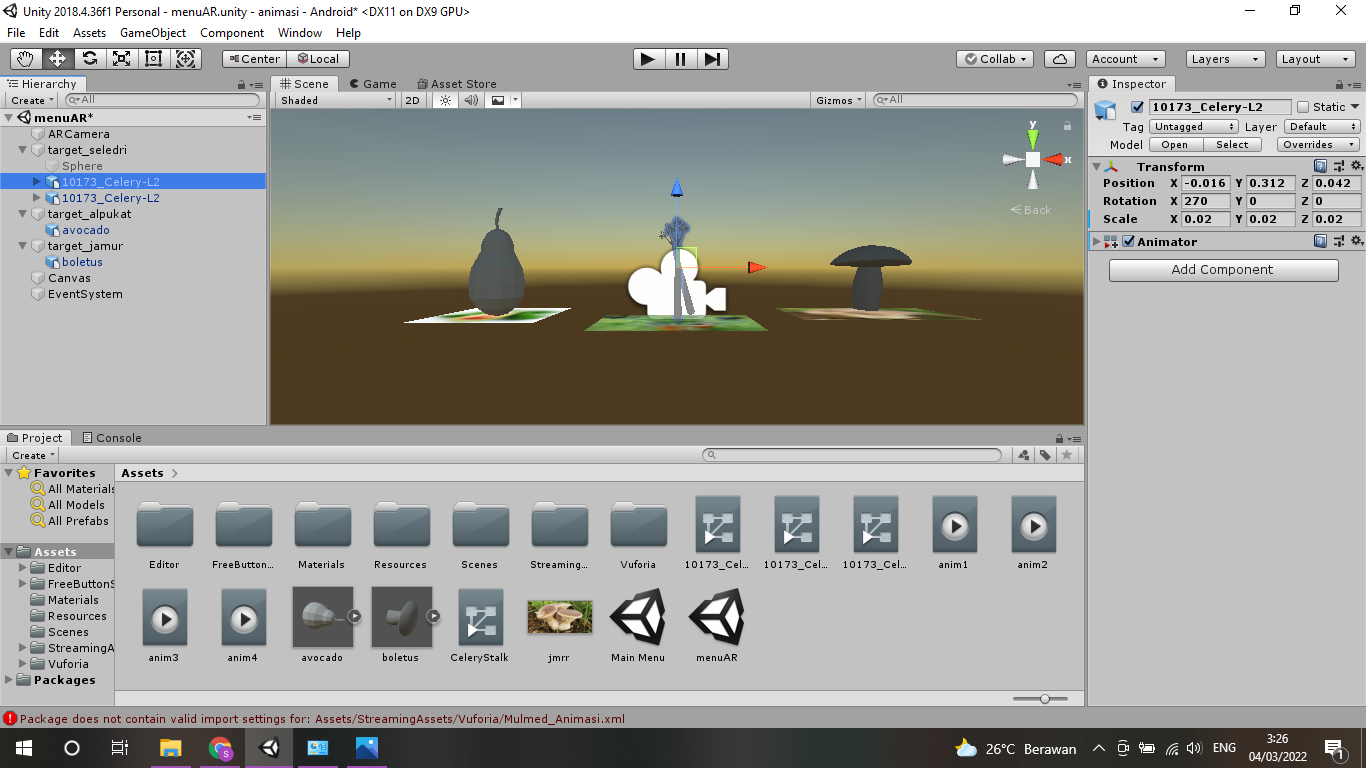 Unity 2018.4.36f1 Personal - menuAR.unity - animasi - Android* <DX11 on DX9 GPU>
File Edit Assets GameObject Component Window Help
Center Local Collab Account Layers Layout
Hierarchy
Create All
menuAR*
ARCamera
target_seledri
Sphere
10173_Celery-L2
10173_Celery-L2
target_alpukat
avocado
target_jamur
boletus
Canvas
EventSystem
Scene Game Asset Store
Shaded 2D Gizmos All
y
x
Back
Inspector
10173_Celery-L2 Static
Tag Untagged Layer Default
Model Open Select Overrides
Transform
Position X -0.016 Y 0.312 Z 0.042
Rotation X 270 Y 0 Z 0
Scale X 0.02 Y 0.02 Z 0.02
Animator
Add Component
Project Console
Create
Favorites
All Materials
All Models
All Prefabs
Assets
Editor
FreeButtonS
Materials
Resources
Scenes
StreamingA
Vuforia
Packages
Assets
Editor FreeButton... Materials Resources Scenes Streaming... Vuforia 10173_Cel... 10173_Cel... 10173_Cel... anim1 anim2
anim3 anim4 avocado boletus CeleryStalk jmrr Main Menu menuAR
Package does not contain valid import settings for: Assets/StreamingAssets/Vuforia/Mulmed_Animasi.xml
S
26°C Berawan ENG
3:26
04/03/2022
1